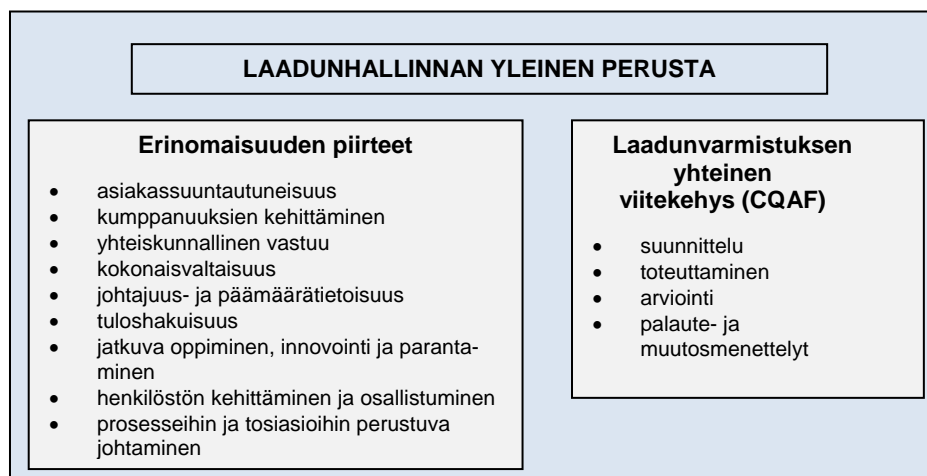 LAADUNHALLINNAN YLEINEN PERUSTA
Erinomaisuuden piirteet
• asiakassuuntautuneisuus
• kumppanuuksien kehittäminen
• yhteiskunnallinen vastuu
• kokonaisvaltaisuus
• johtajuus- ja päämäärätietoisuus
• tuloshakuisuus
• jatkuva oppiminen, innovointi ja paranta-
minen
• henkilöstön kehittäminen ja osallistuminen
• prosesseihin ja tosiasioihin perustuva
johtaminen
Laadunvarmistuksen
yhteinen
viitekehys (CQAF)
• suunnittelu
• toteuttaminen
• arviointi
• palaute- ja
muutosmenettelyt